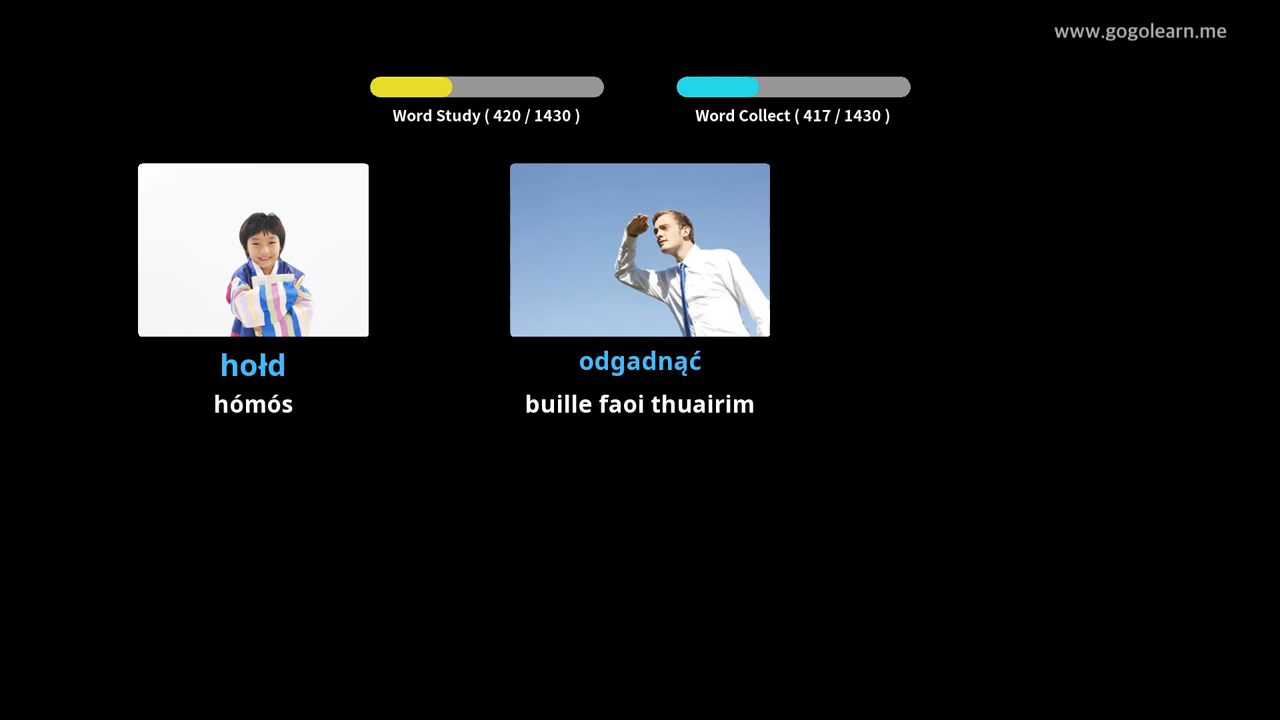 www.gogolearn.me
Word Study ( 420 / 1430 )
Word Collect ( 417 / 1430 )
hołd
hómós
odgadnąć
buille faoi thuairim